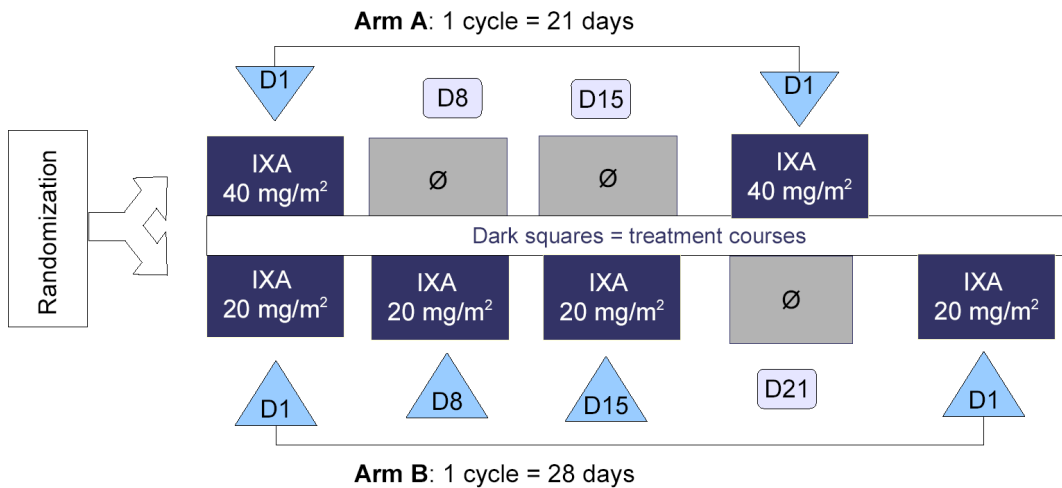 Arm A: 1 cycle = 21 days
D1
D8
D15
D1
Randomization
IXA
40 mg/m²
Ø
Ø
IXA
40 mg/m²
Dark squares = treatment courses
IXA
20 mg/m²
IXA
20 mg/m²
IXA
20 mg/m²
Ø
IXA
20 mg/m²
D1
D8
D15
D21
D1
Arm B: 1 cycle = 28 days